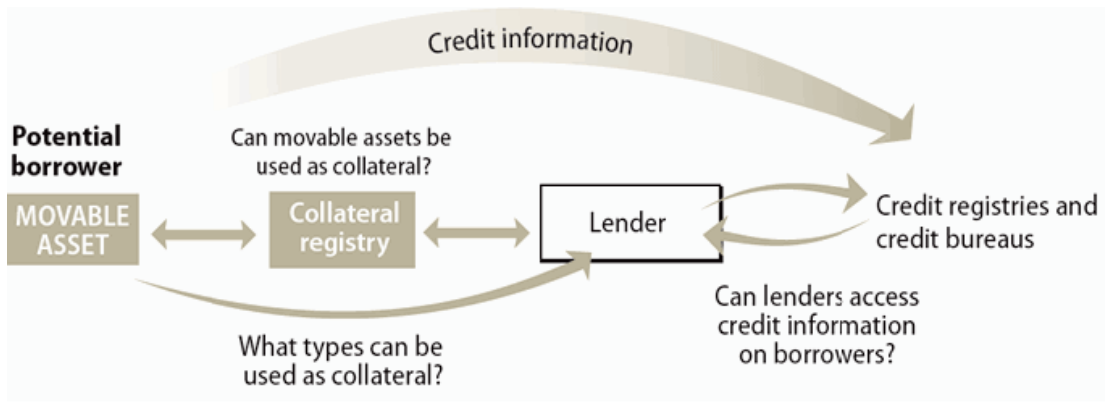 Credit information
Potential
borrower
Can movable assets be
used as collateral?
MOVABLE
ASSET
Collateral
registry
Lender
Credit registries and
credit bureaus
What types can be
used as collateral?
Can lenders access
credit information
on borrowers?